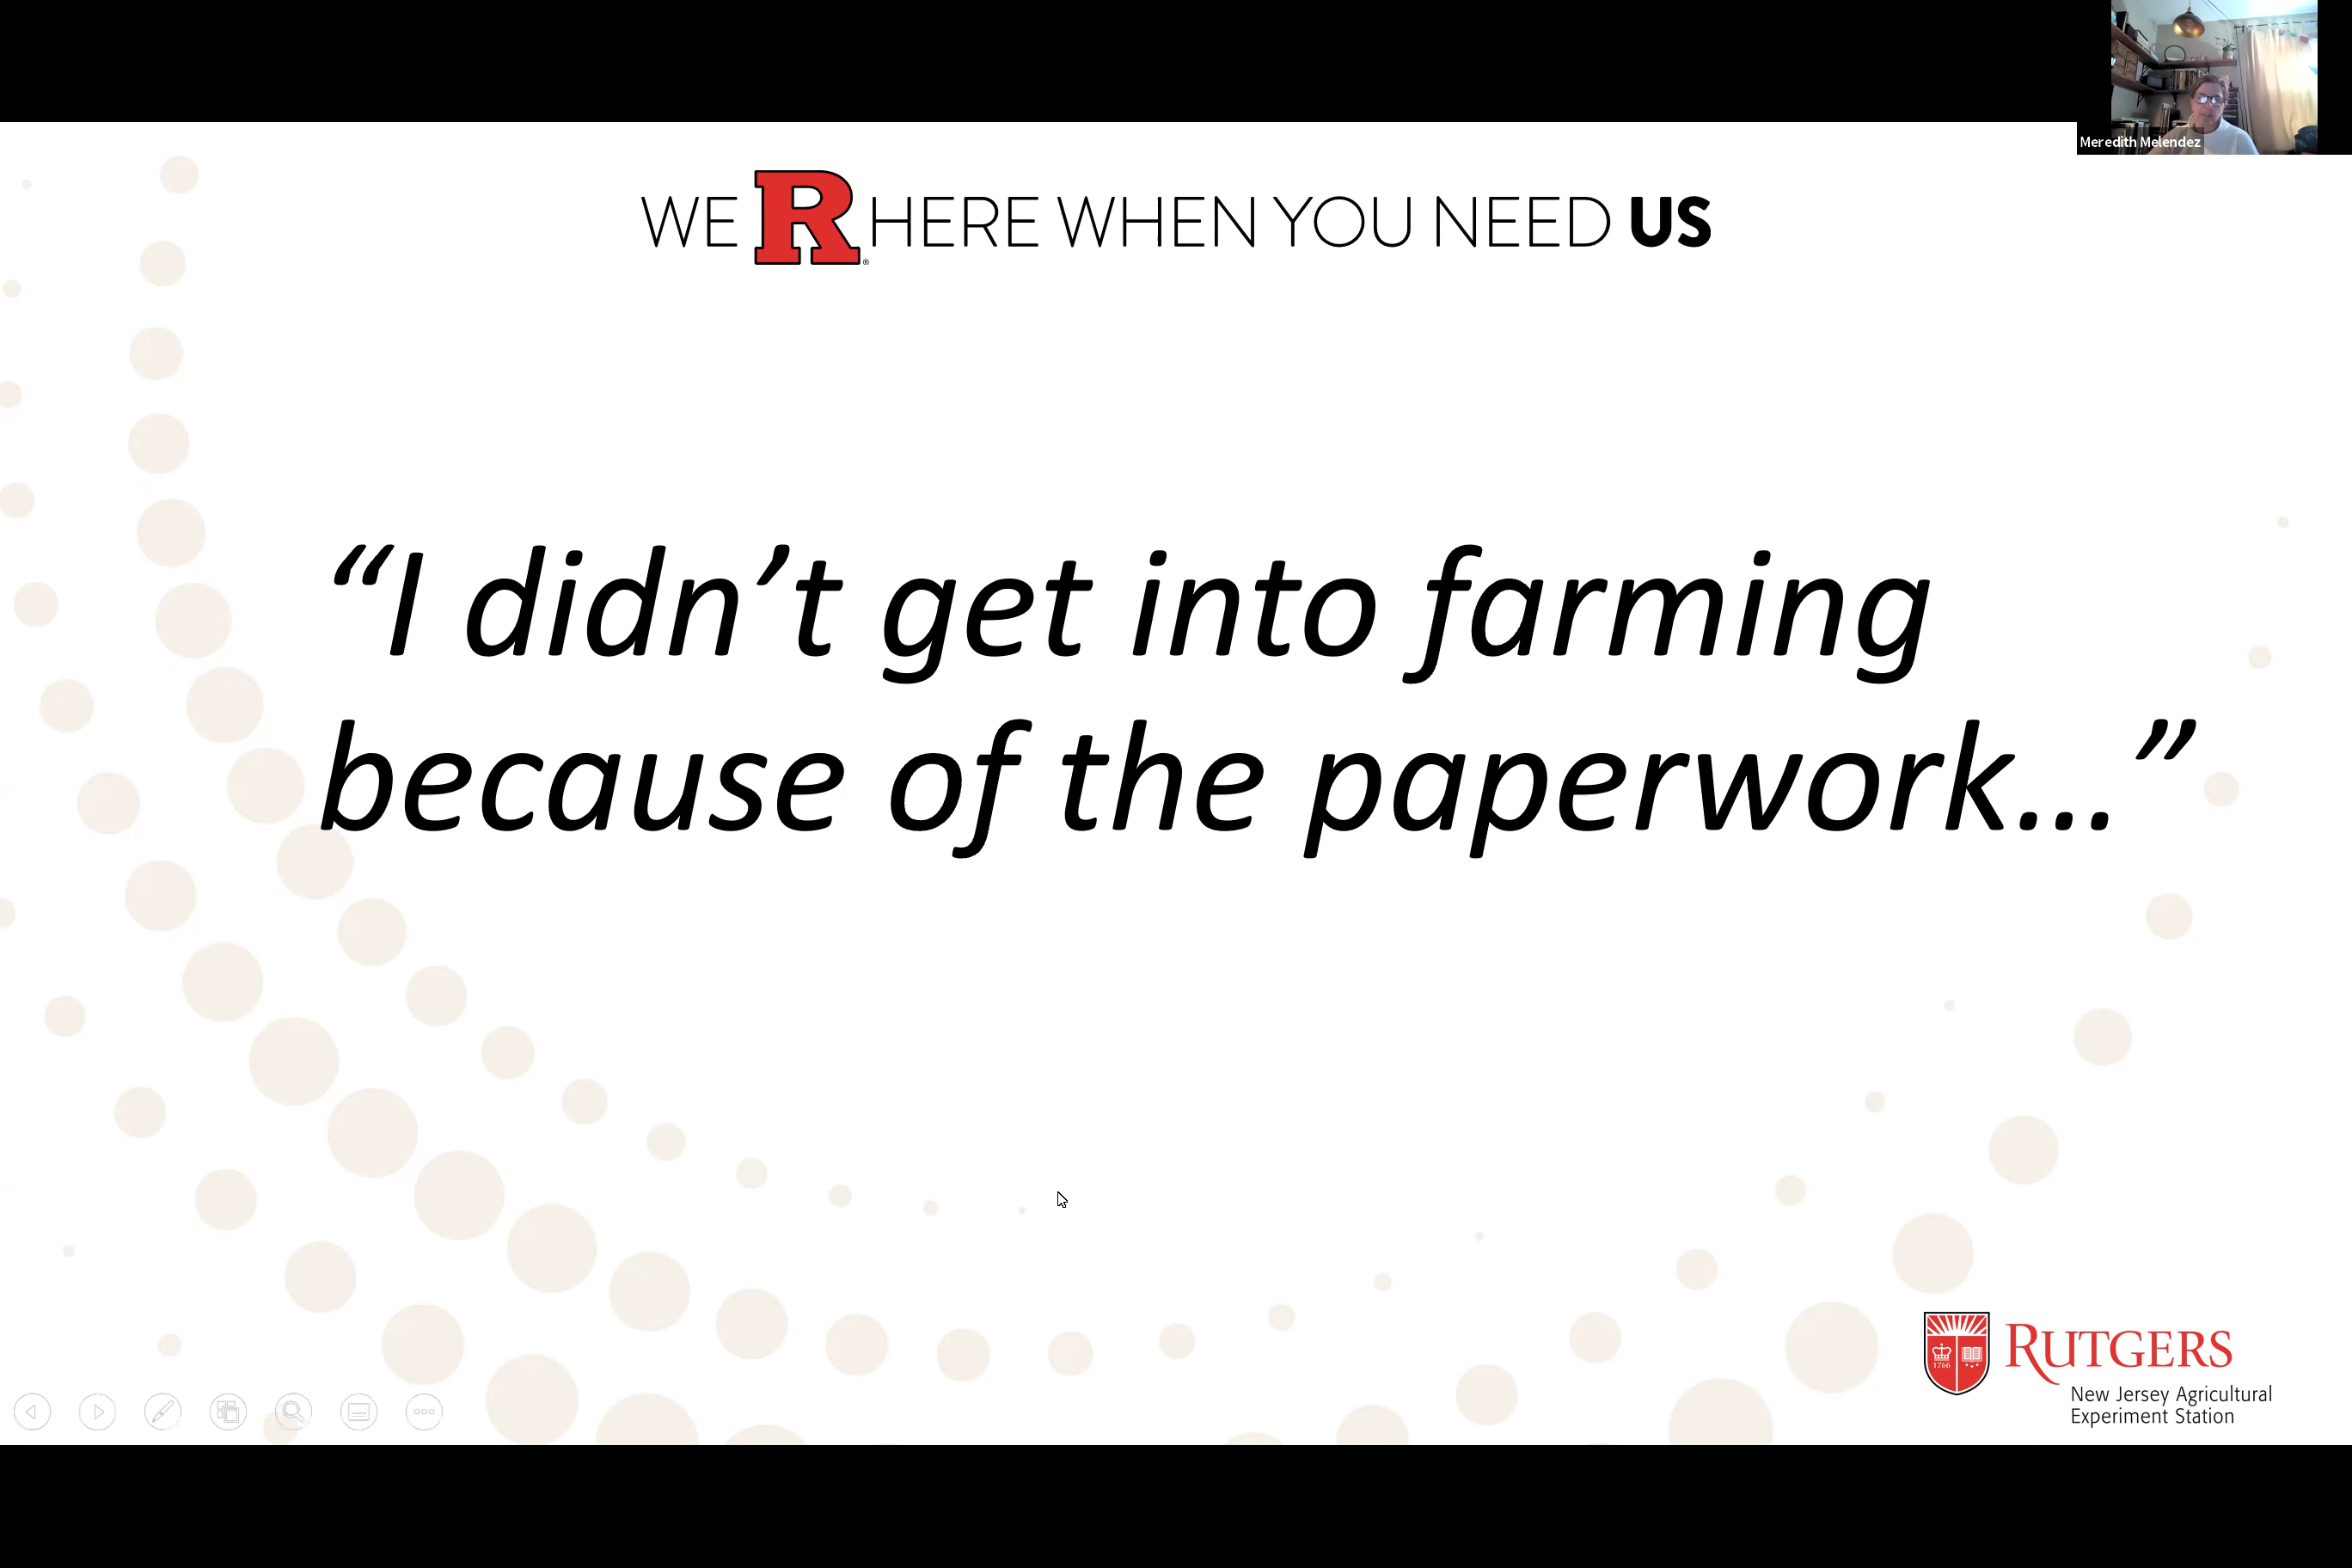 Meredith Melendez
WE R® HERE WHEN YOU NEED US
“I didn’t get into farming
because of the paperwork...”
1766
RUTGERS
New Jersey Agricultural
Experiment Station